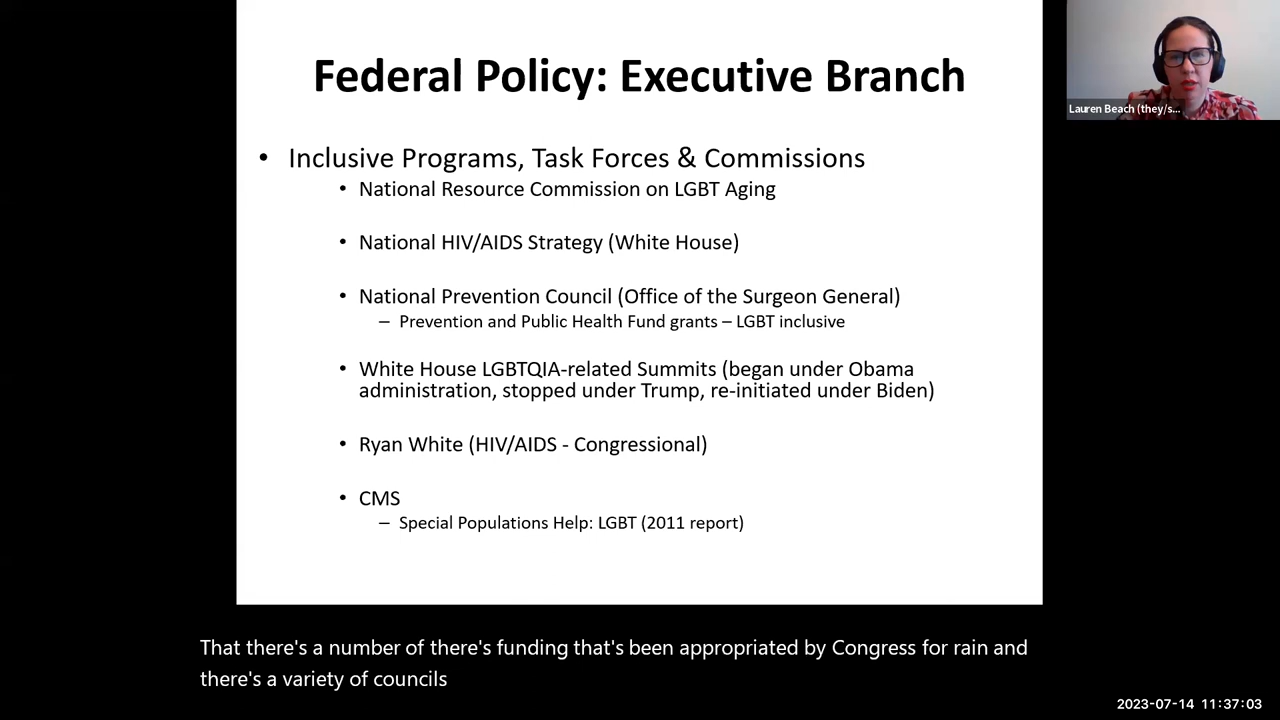 Federal Policy: Executive Branch
Lauren Beach (they/s...
• Inclusive Programs, Task Forces & Commissions
• National Resource Commission on LGBT Aging
• National HIV/AIDS Strategy (White House)
• National Prevention Council (Office of the Surgeon General)
– Prevention and Public Health Fund grants – LGBT inclusive
• White House LGBTQIA-related Summits (began under Obama
administration, stopped under Trump, re-initiated under Biden)
• Ryan White (HIV/AIDS - Congressional)
• CMS
– Special Populations Help: LGBT (2011 report)
That there's a number of there's funding that's been appropriated by Congress for rain and
there's a variety of councils
2023-07-14 11:37:03